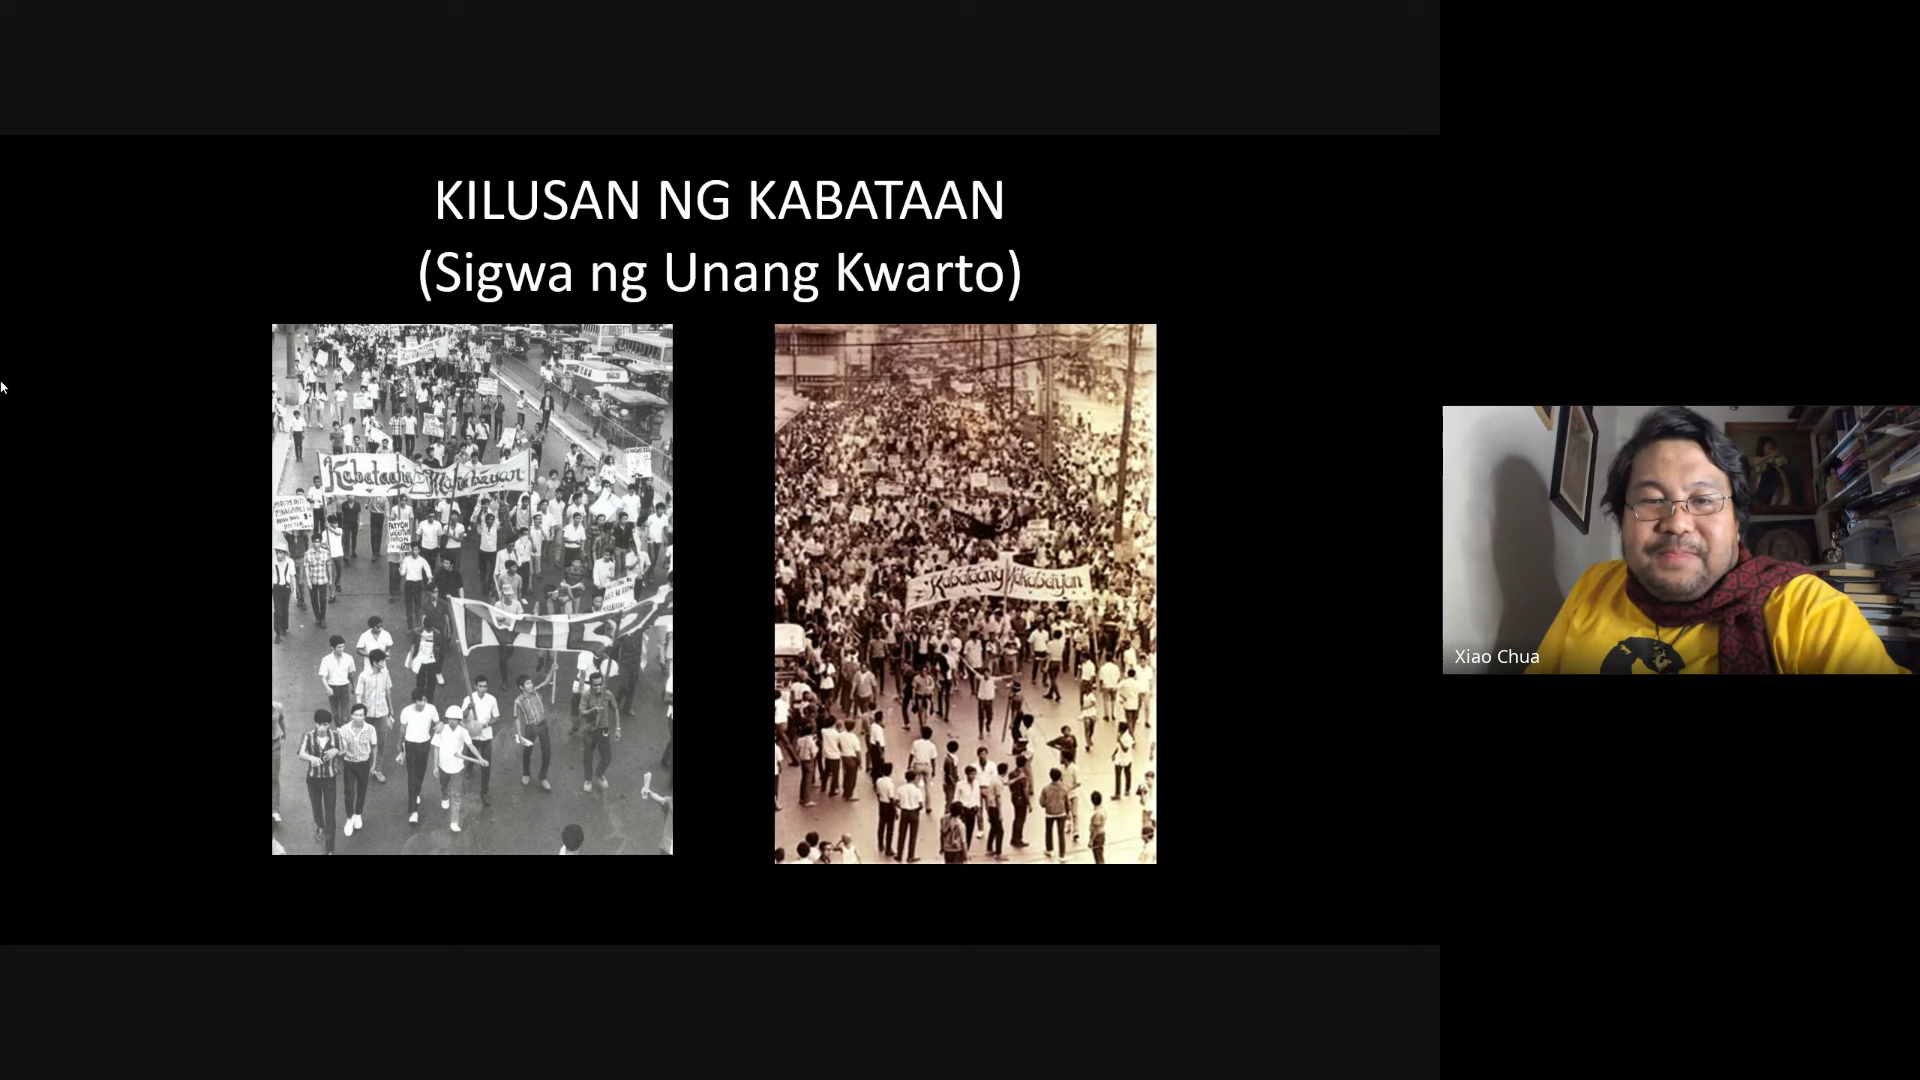 KILUSAN NG KABATAAN
(Sigwa ng Unang Kwarto)
Kabataang Makabayan
Kabataang Makabayan
Xiao Chua